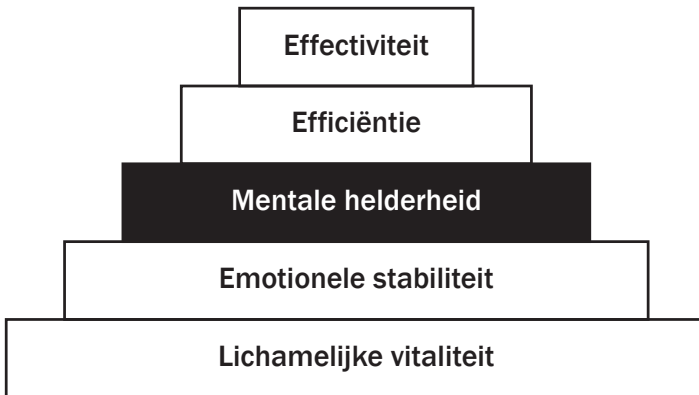 Effectiviteit
Efficiëntie
Mentale helderheid
Emotionele stabiliteit
Lichamelijke vitaliteit